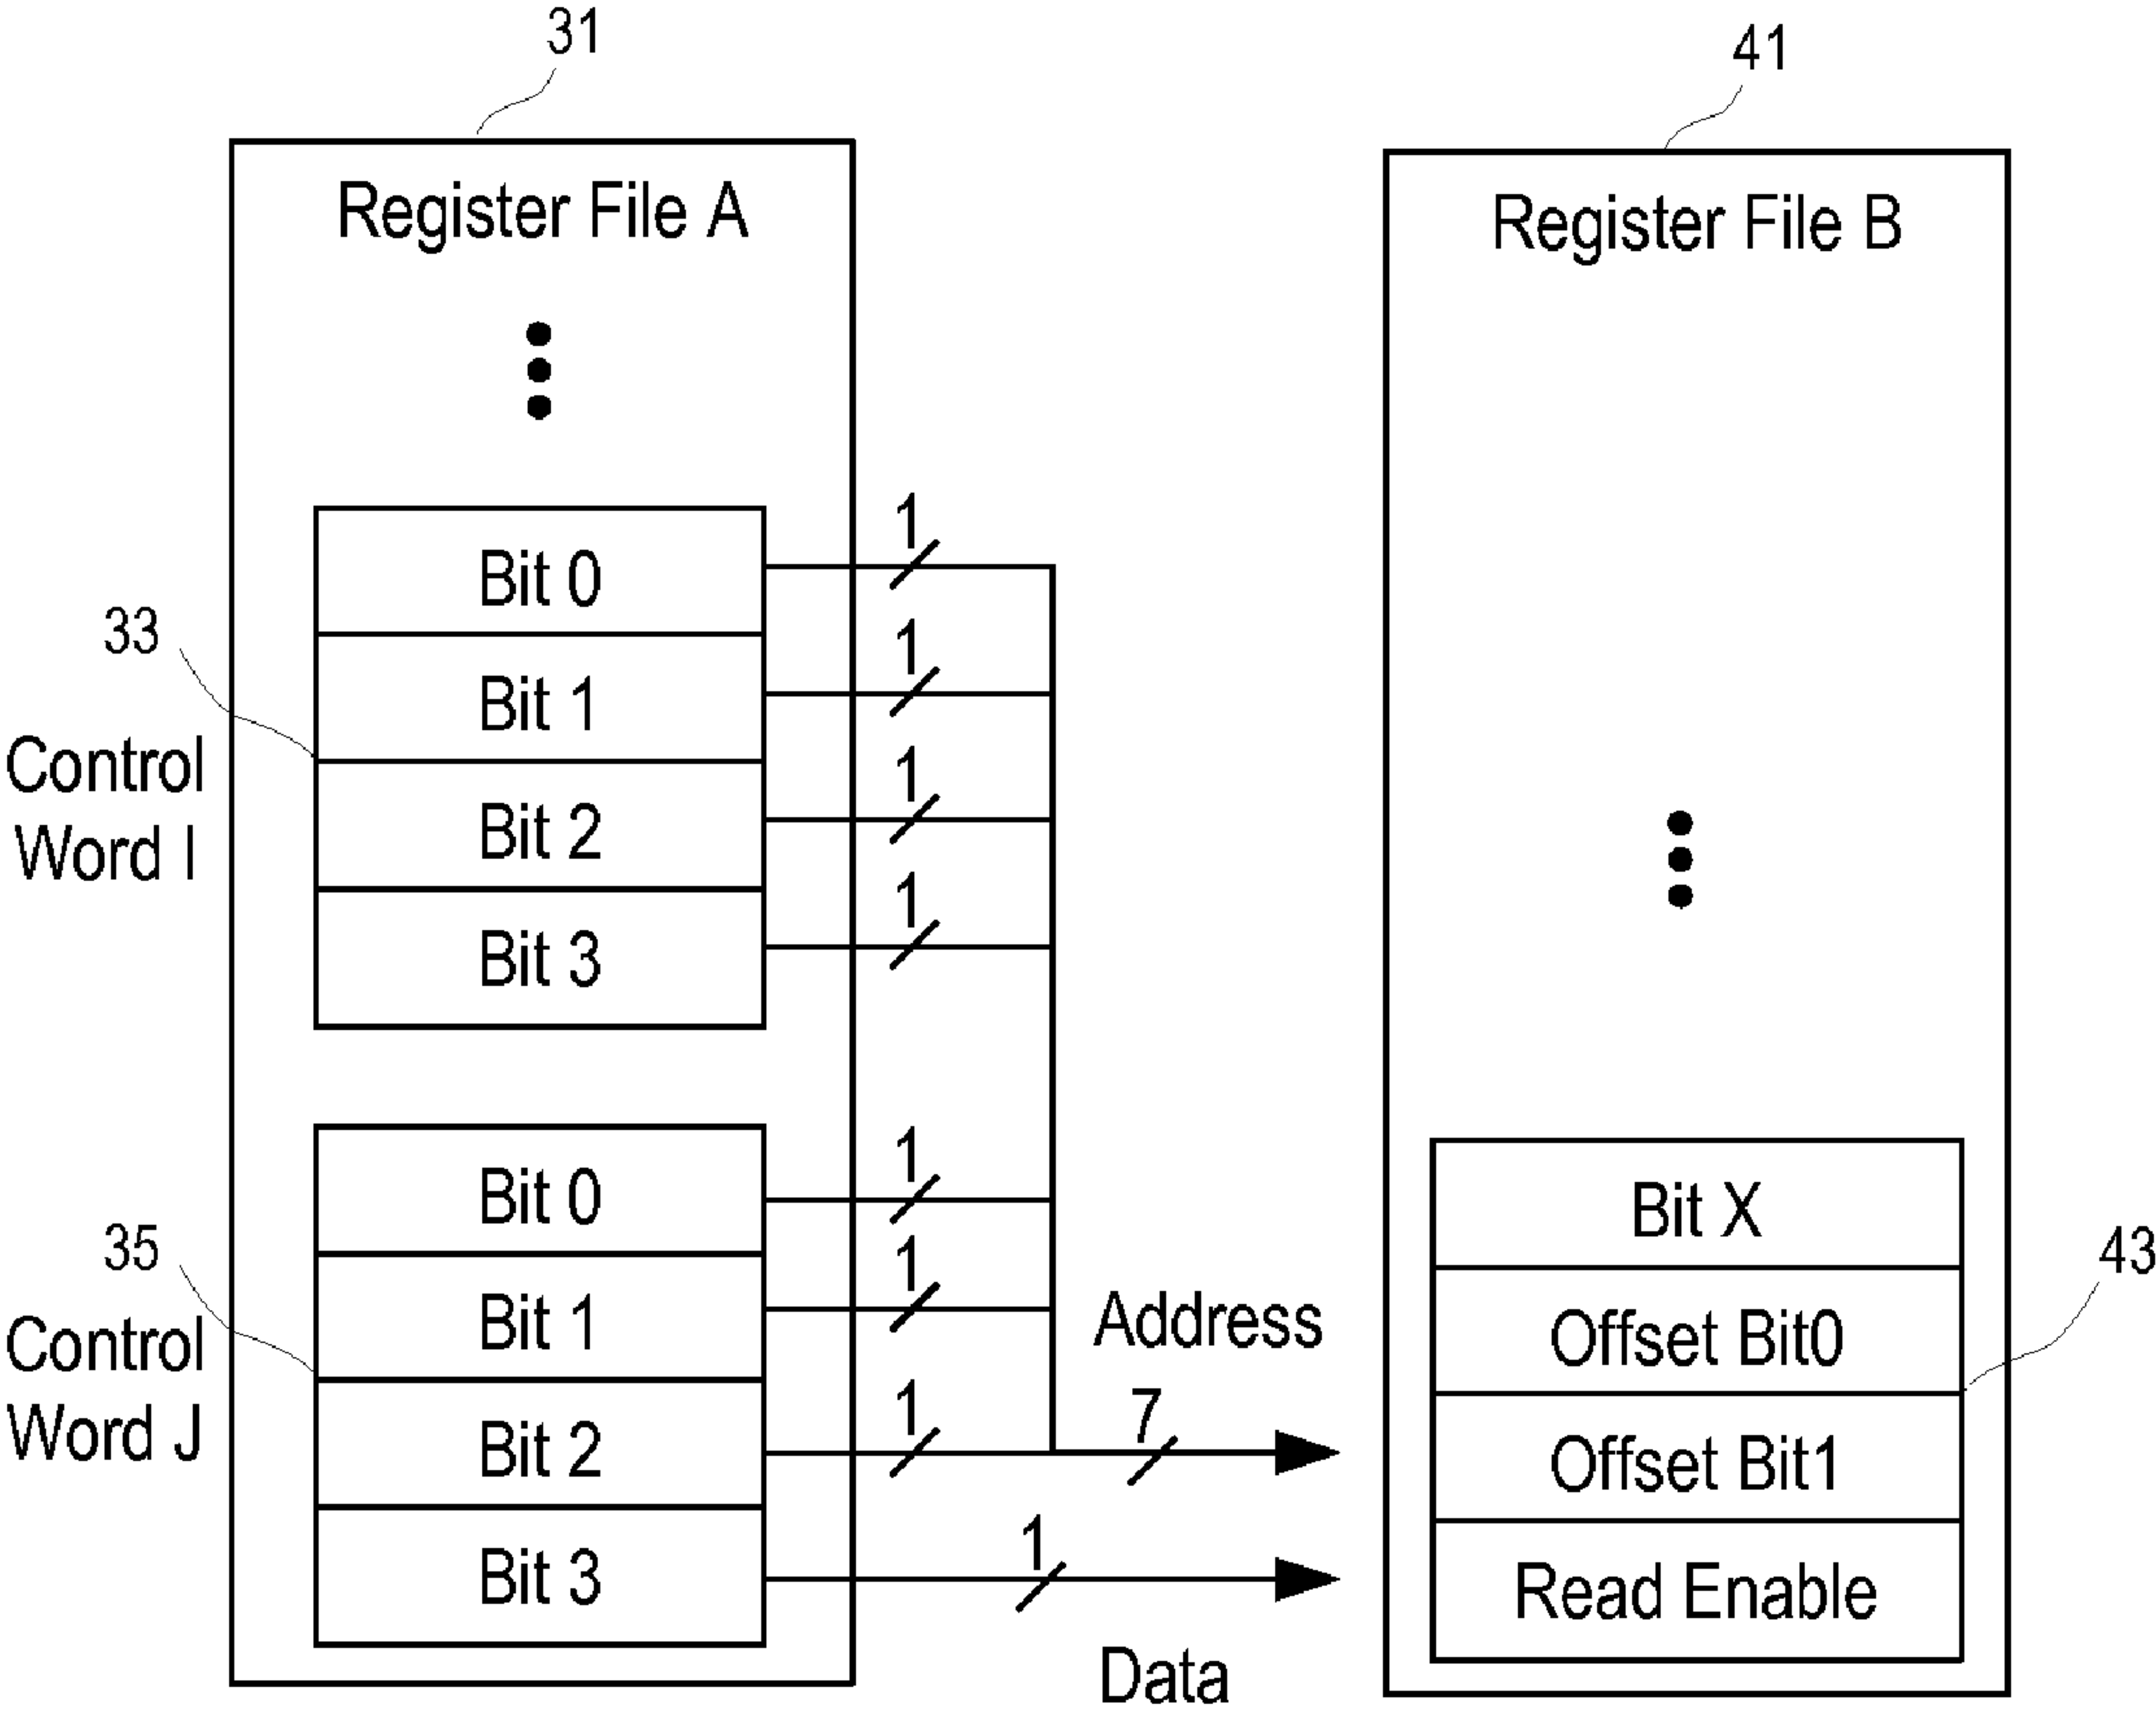 31
41
Register File A
Register File B
1
Bit 0
33
1
Bit 1
Control
Word I
1
Bit 2
1
Bit 3
1
Bit 0
Bit X
35
1
Bit 1
43
Control
Word J
Address
Offset Bit0
1
Bit 2
7
Offset Bit1
1
Bit 3
Read Enable
Data